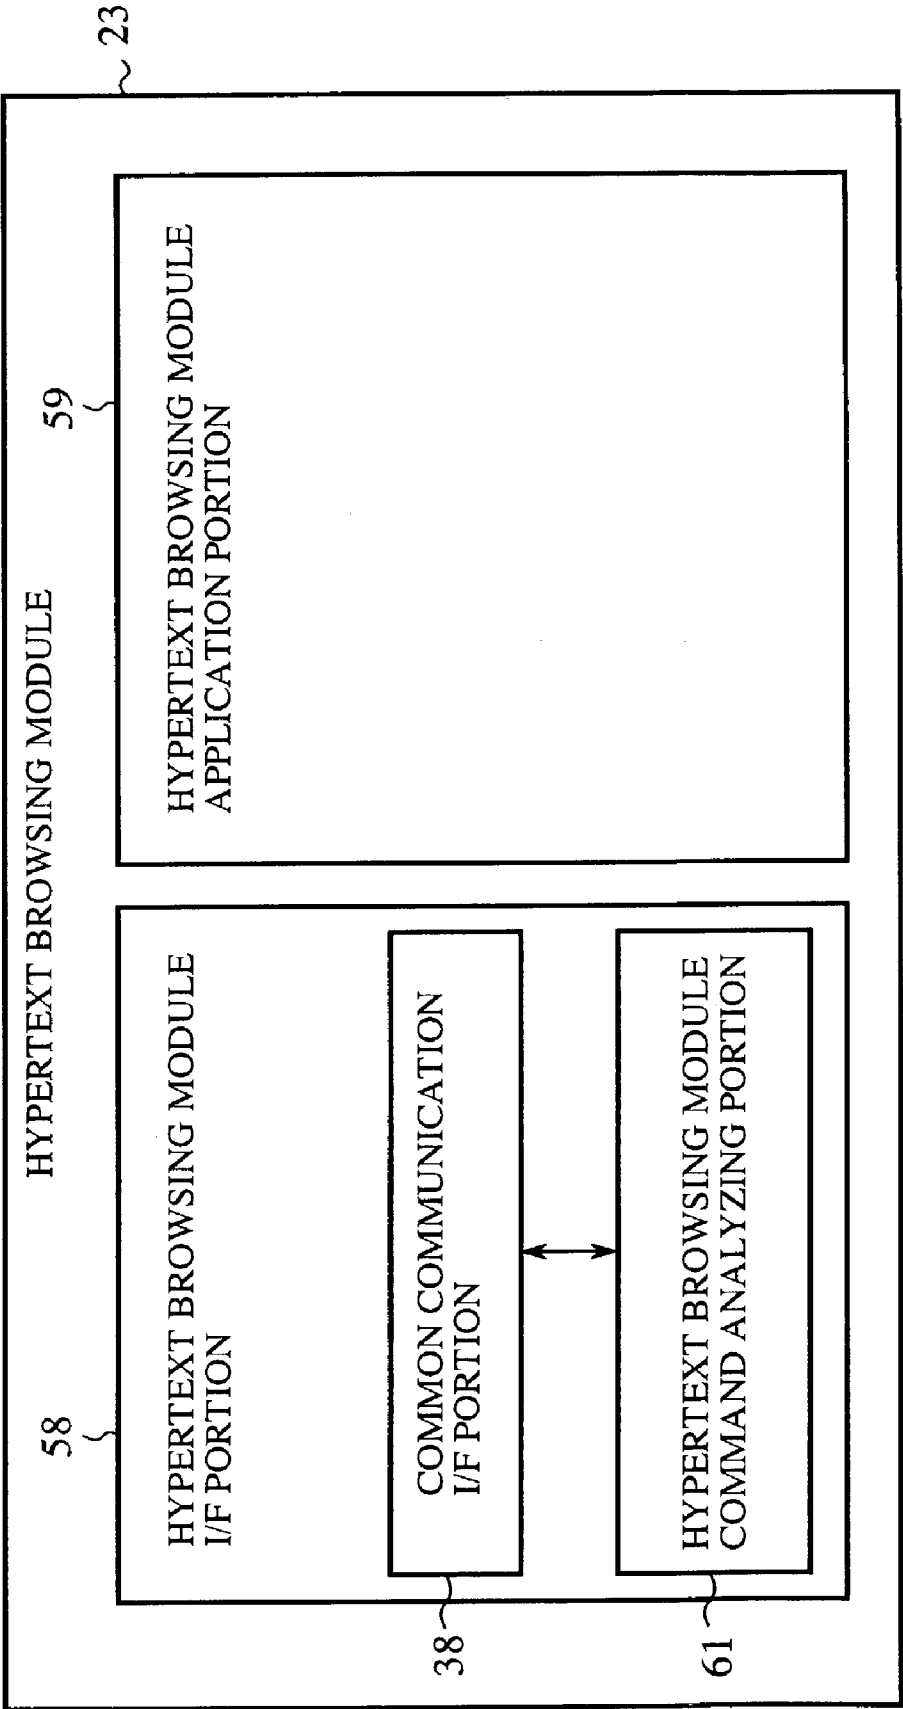 HYPERTEXT BROWSING MODULE
23
58
HYPERTEXT BROWSING MODULE
I/F PORTION
38
COMMON COMMUNICATION
I/F PORTION
61
HYPERTEXT BROWSING MODULE
COMMAND ANALYZING PORTION
59
HYPERTEXT BROWSING MODULE
APPLICATION PORTION